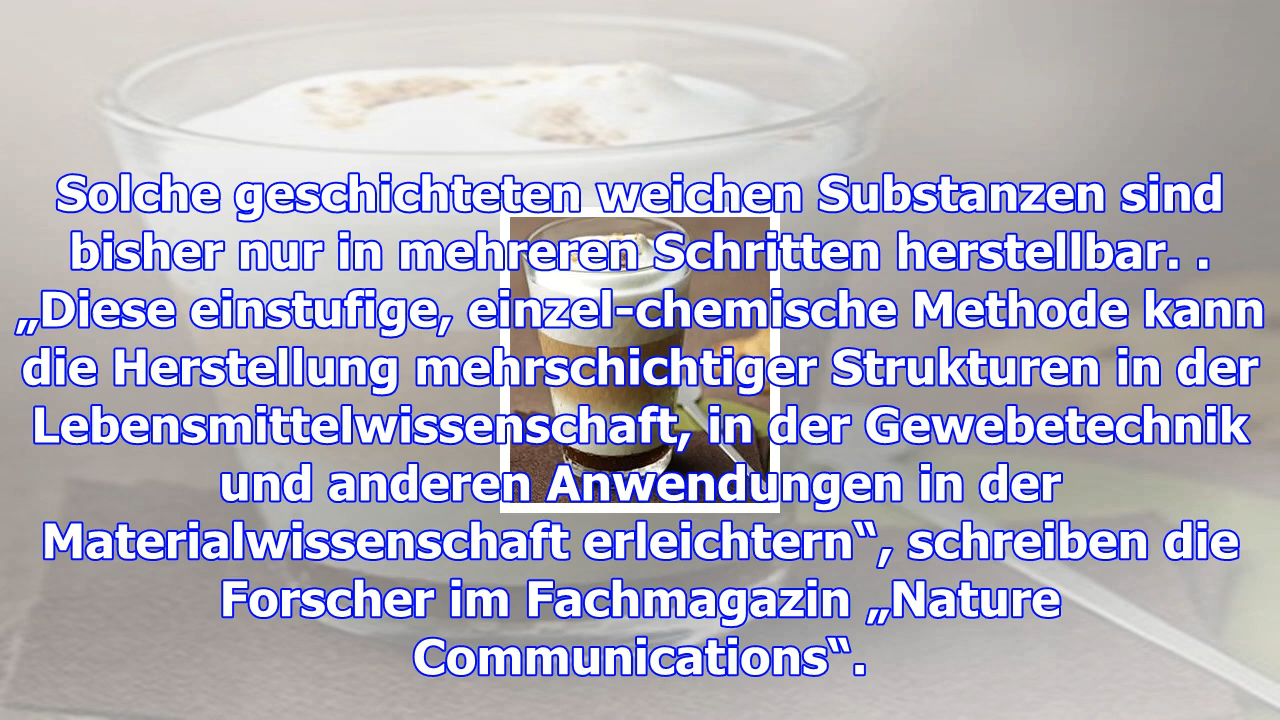 Solche geschichteten weichen Substanzen sind
bisher nur in mehreren Schritten herstellbar. .
„Diese einstufige, einzel-chemische Methode kann
die Herstellung mehrschichtiger Strukturen in der
Lebensmittelwissenschaft, in der Gewebetechnik
und anderen Anwendungen in der
Materialwissenschaft erleichtern“, schreiben die
Forscher im Fachmagazin „Nature
Communications“.